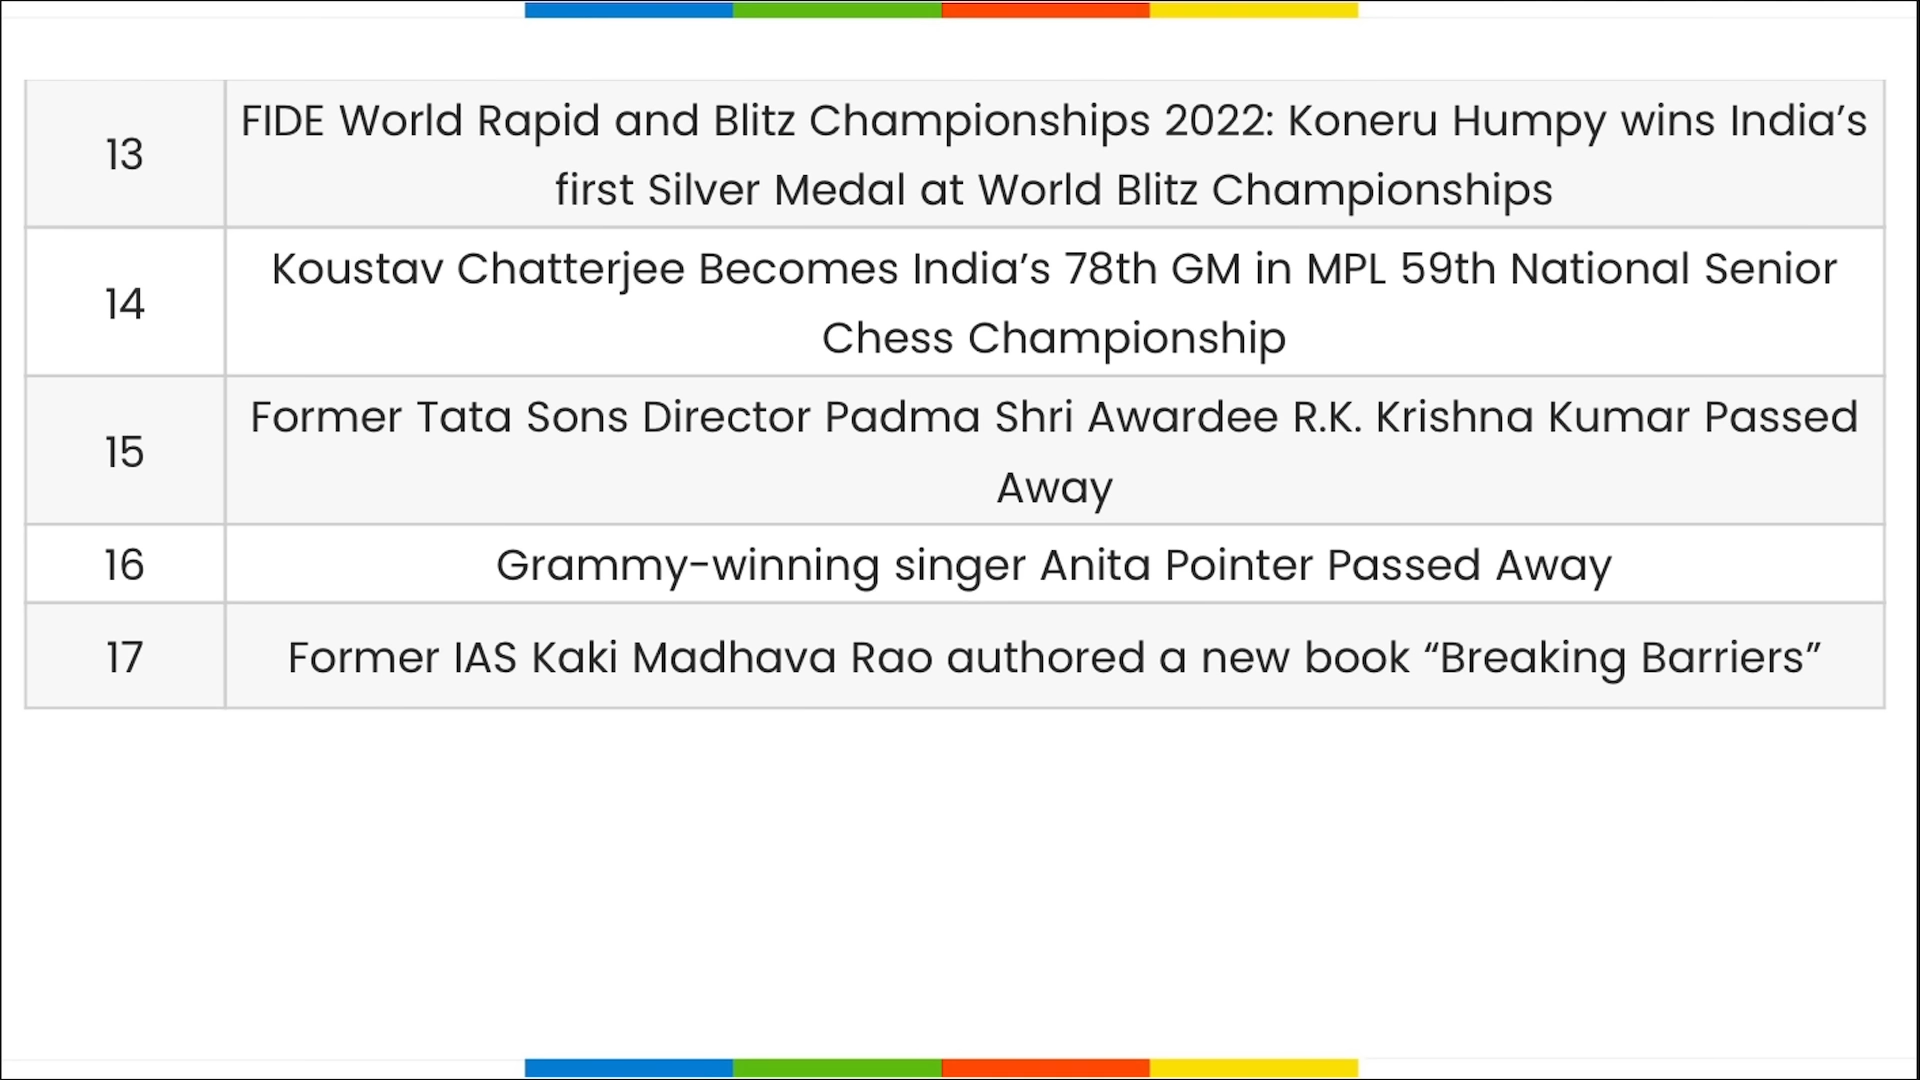 13
FIDE World Rapid and Blitz Championships 2022: Koneru Humpy wins India’s
first Silver Medal at World Blitz Championships
14
Koustav Chatterjee Becomes India’s 78th GM in MPL 59th National Senior
Chess Championship
15
Former Tata Sons Director Padma Shri Awardee R.K. Krishna Kumar Passed
Away
16
Grammy-winning singer Anita Pointer Passed Away
17
Former IAS Kaki Madhava Rao authored a new book “Breaking Barriers”